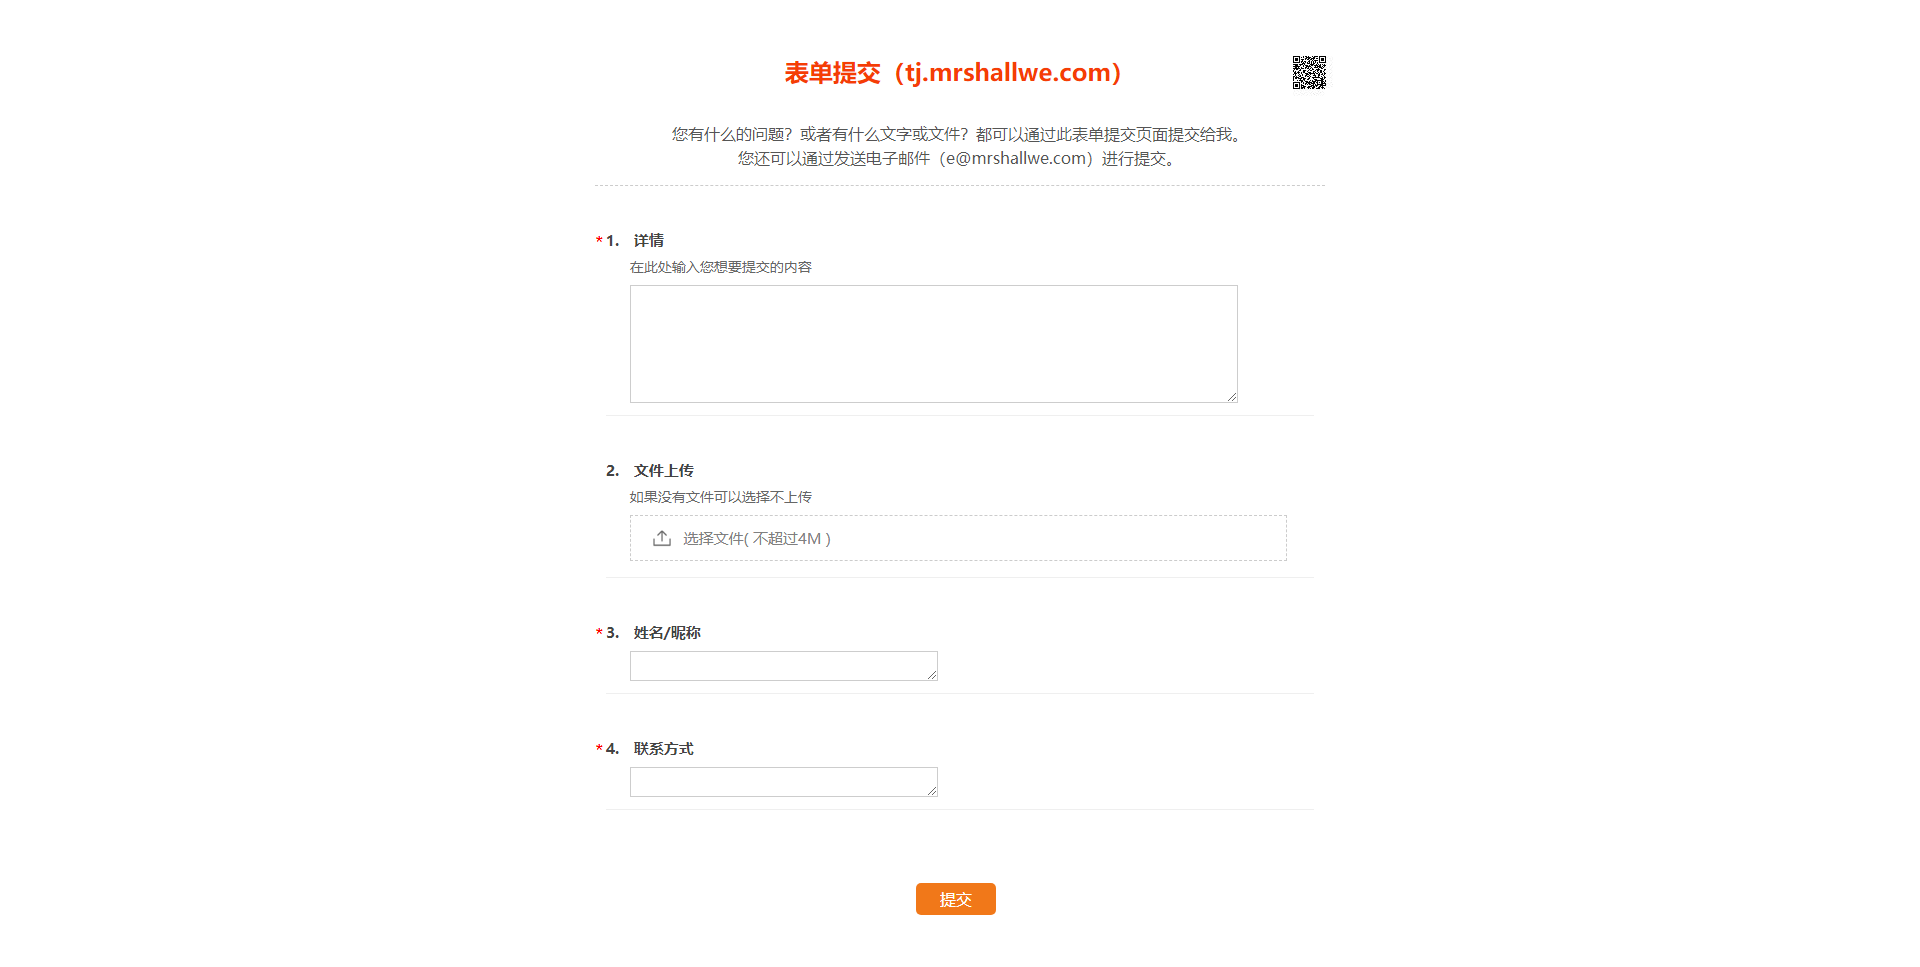 表单提交（tj.mrshallwe.com）
您有什么的问题？或者有什么文字或文件？都可以通过此表单提交页面提交给我。
您还可以通过发送电子邮件（e@mrshallwe.com）进行提交。
* 1. 详情
在此处输入您想要提交的内容
2. 文件上传
如果没有文件可以选择不上传
选择文件( 不超过4M )
* 3. 姓名/昵称
* 4. 联系方式
提交